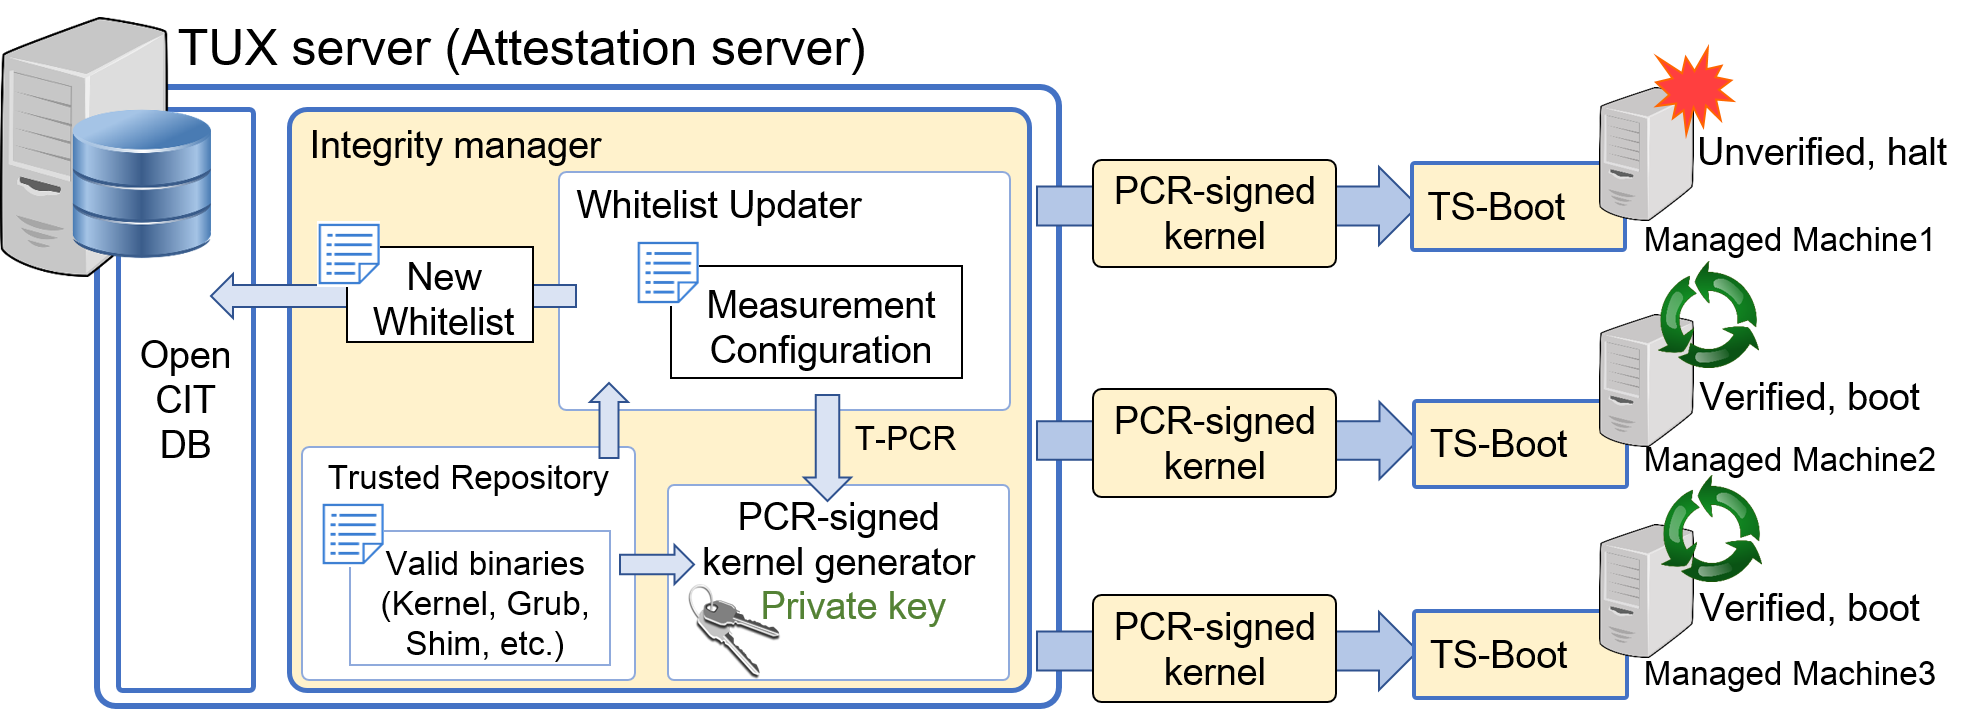 TUX server (Attestation server)
Integrity manager
Whitelist Updater
New
Whitelist
Measurement
Configuration
Open
CIT
DB
T-PCR
Trusted Repository
Valid binaries
(Kernel, Grub,
Shim, etc.)
PCR-signed
kernel generator
Private key
PCR-signed
kernel
TS-Boot
Unverified, halt
Managed Machine1
PCR-signed
kernel
TS-Boot
Verified, boot
Managed Machine2
PCR-signed
kernel
TS-Boot
Verified, boot
Managed Machine3